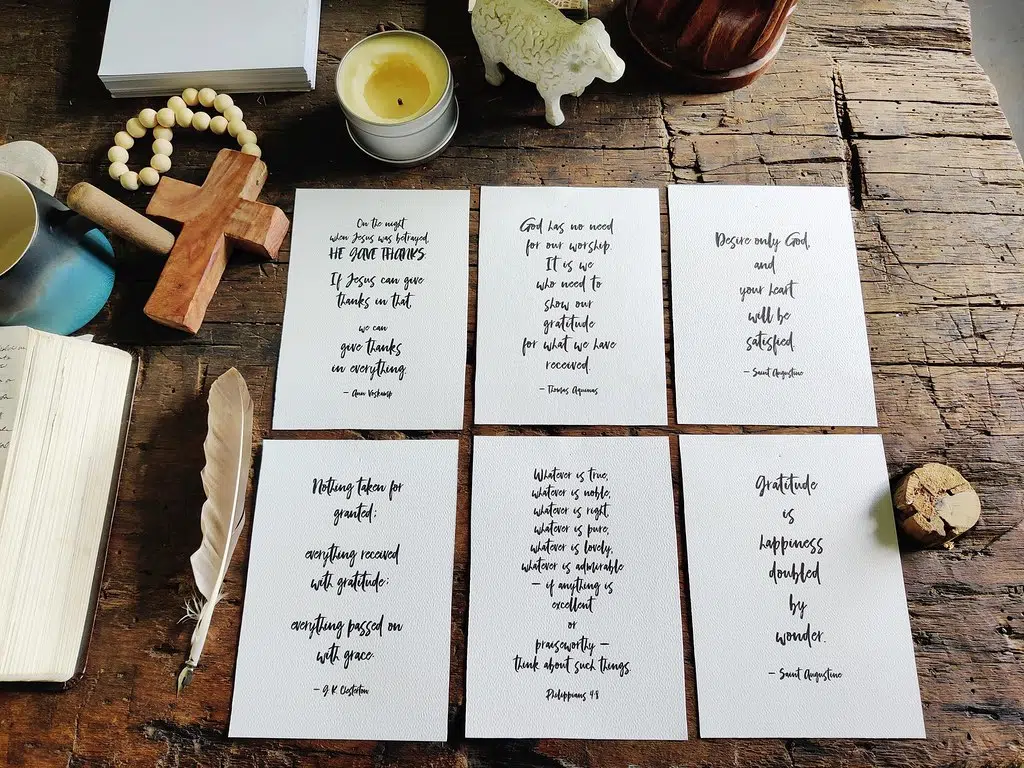 On the night
when Jesus was betrayed,
HE GAVE THANKS.
If Jesus can give
thanks in that,
we can
give thanks
in everything.
— Ann Voskamp
God has no need
for our worship.
It is we
who need to
show our
gratitude
for what we have
received.
— Thomas Aquinas
Desire only God,
and
your heart
will be
satisfied.
— Saint Augustine
Nothing taken for
granted;
everything received
with gratitude;
everything passed on
with grace.
— G. K. Chesterton
Whatever is true,
whatever is noble,
whatever is right,
whatever is pure,
whatever is lovely,
whatever is admirable
— if anything is
excellent
or
praiseworthy —
think about such things.
Philippians 4:8
Gratitude
is
happiness
doubled
by
wonder.
— Saint Augustine